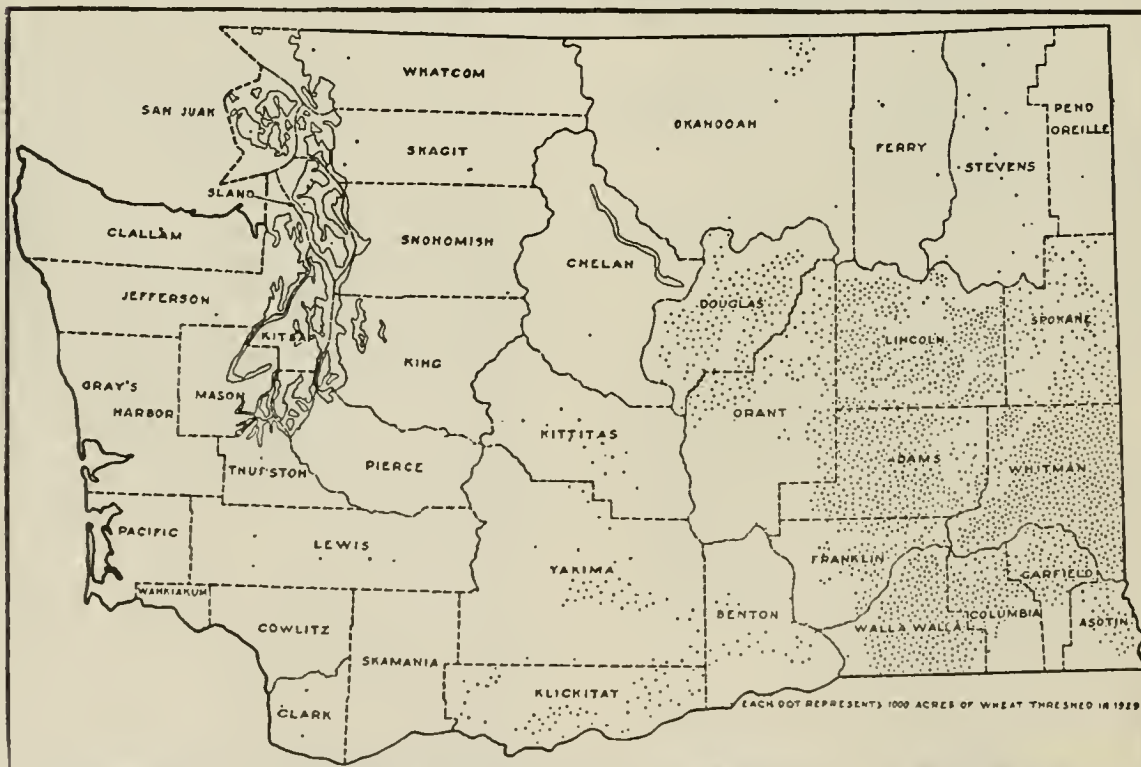 WHATCOM
SAN JUAN
OKANOGAN
PEND
OREILLE
FERRY
SKAGIT
STEVENS
SLAND
CLALLAM
SNOHOMISH
CHELAN
JEFFERSON
DOUGLAS
SPOKANE
KITSAP
LINCOLN
KING
GRAY'S
HARBOR
MASON
GRANT
KITTITAS
ADAMS
WHITMAN
PIERCE
THURSTON
PACIFIC
LEWIS
YAKIMA
FRANKLIN
GARFIELD
WAHKIAKUM
BENTON
COLUMBIA
ASOTIN
COWLITZ
WALLA WALLA
SKAMANIA
KLICKITAT
CLARK
EACH DOT REPRESENTS 1000 ACRES OF WHEAT THRESHED IN 1929